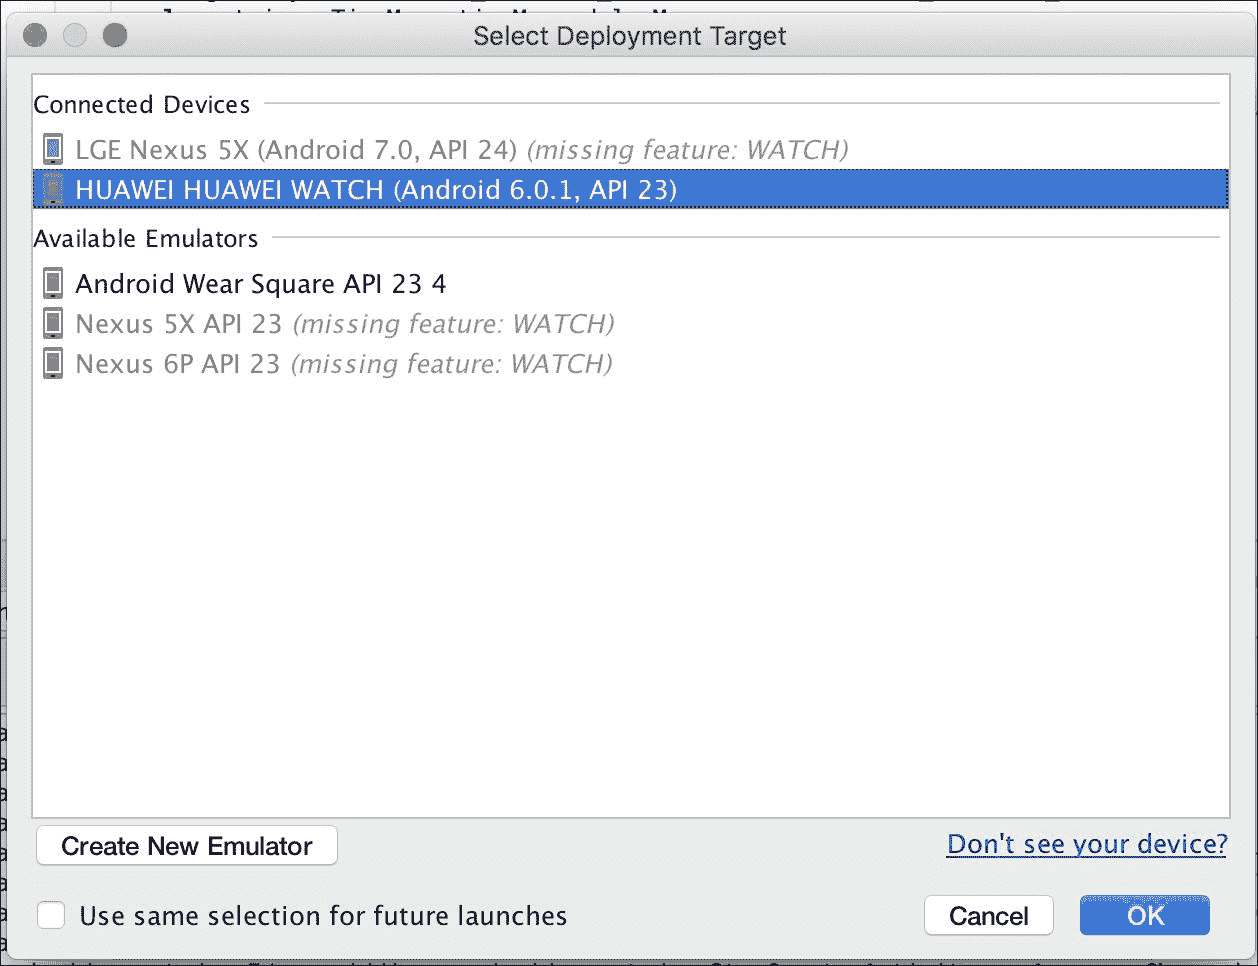 Select Deployment Target
Connected Devices
LGE Nexus 5X (Android 7.0, API 24) (missing feature: WATCH)
HUAWEI HUAWEI WATCH (Android 6.0.1, API 23)
Available Emulators
Android Wear Square API 23 4
Nexus 5X API 23 (missing feature: WATCH)
Nexus 6P API 23 (missing feature: WATCH)
Create New Emulator
Don't see your device?
Use same selection for future launches
Cancel
OK